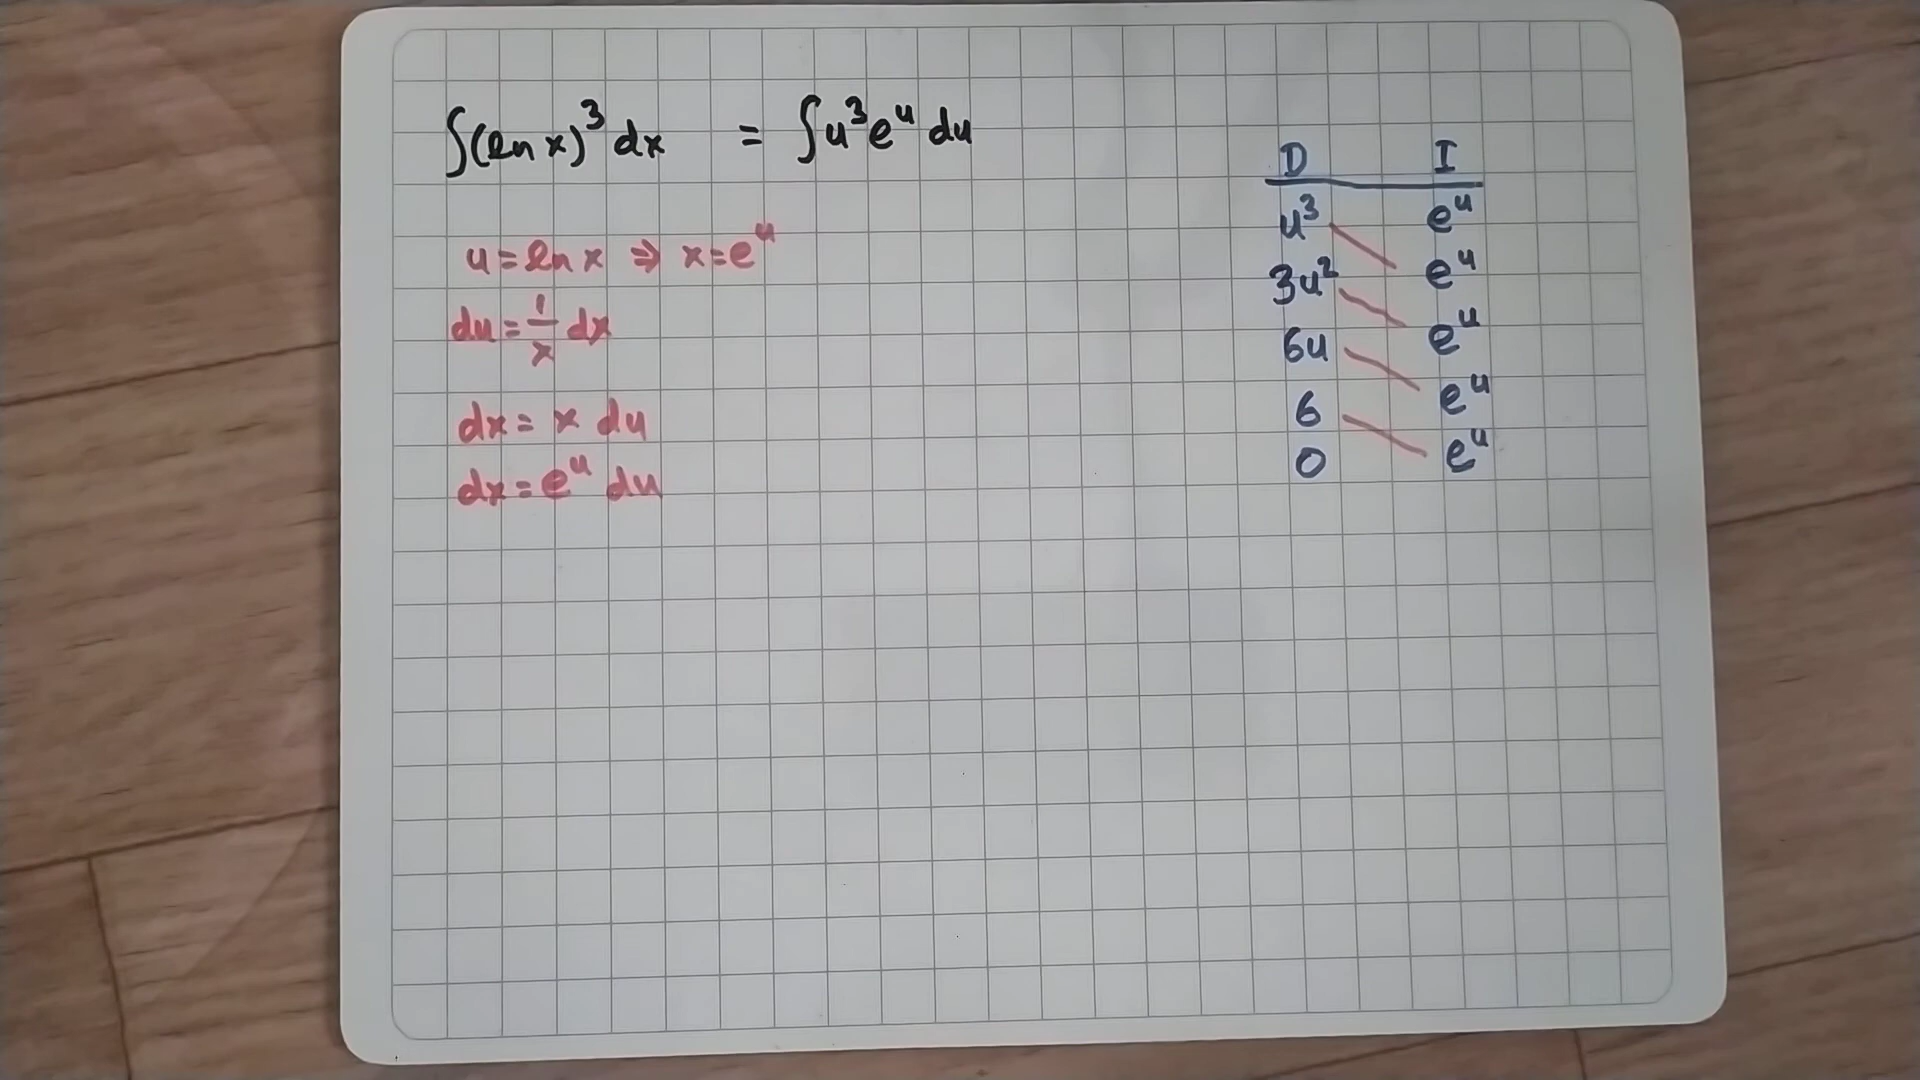 ∫(ln x)³ dx = ∫u³eᵘ du
u = ln x ⇒ x = eᵘ
du = 1/x dx
dx = x du
dx = eᵘ du
D I
u³ eᵘ
3u² eᵘ
6u eᵘ
6 eᵘ
0 eᵘ